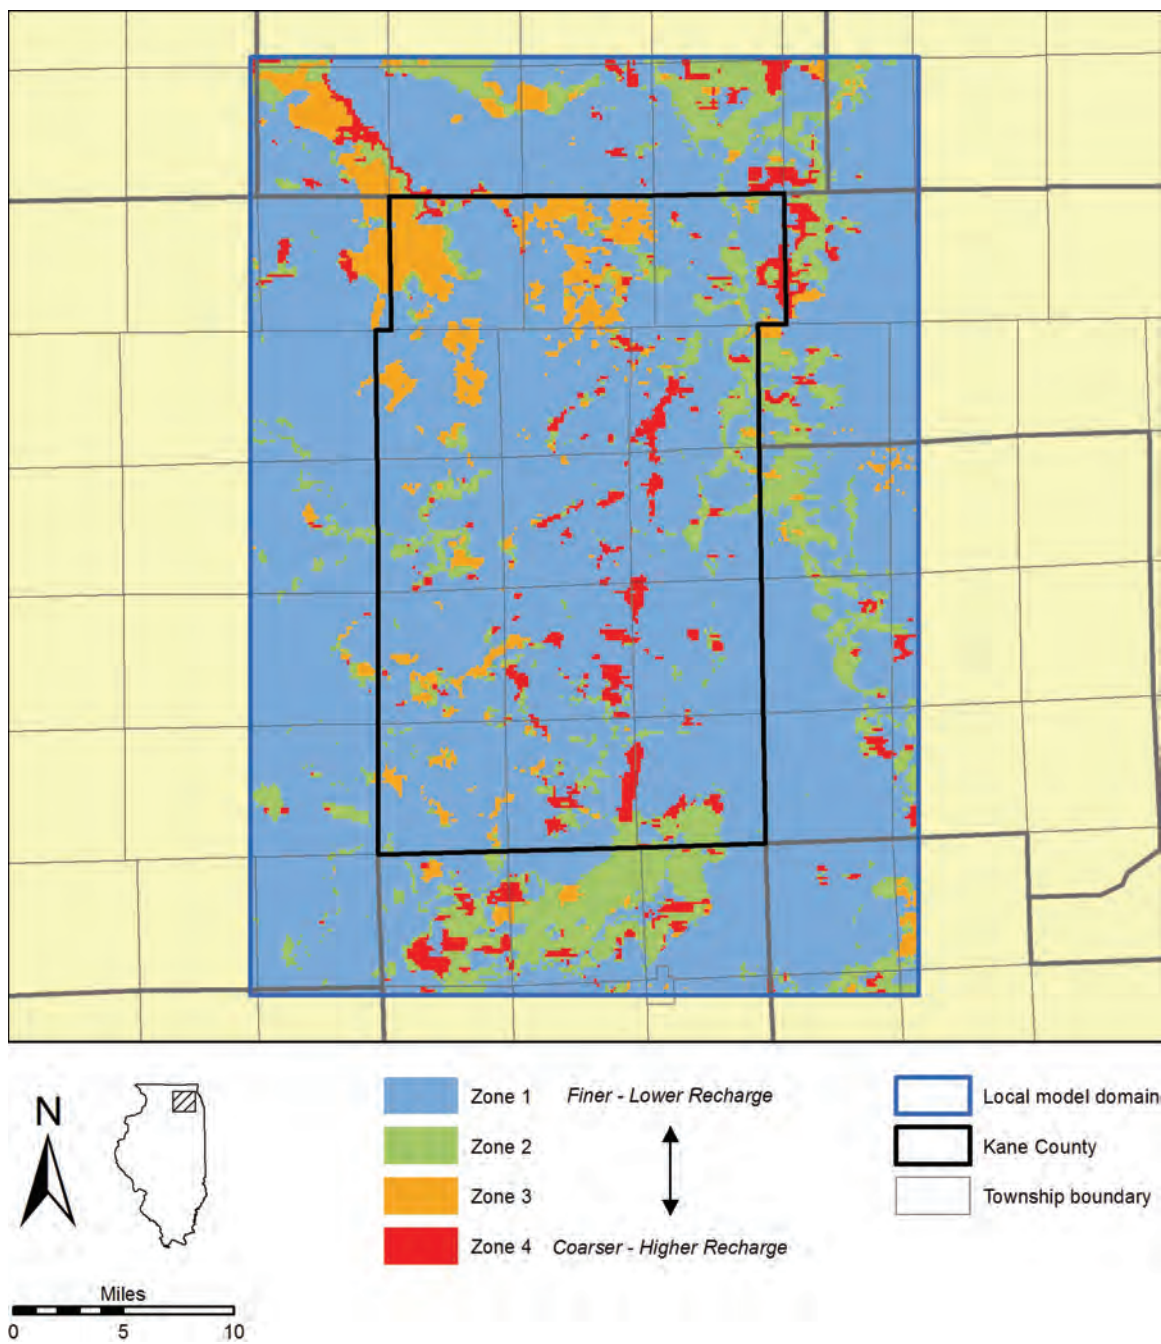 N
Miles
0 5 10
Zone 1 Finer - Lower Recharge
Zone 2
Zone 3
Zone 4 Coarser - Higher Recharge
Local model domain
Kane County
Township boundary